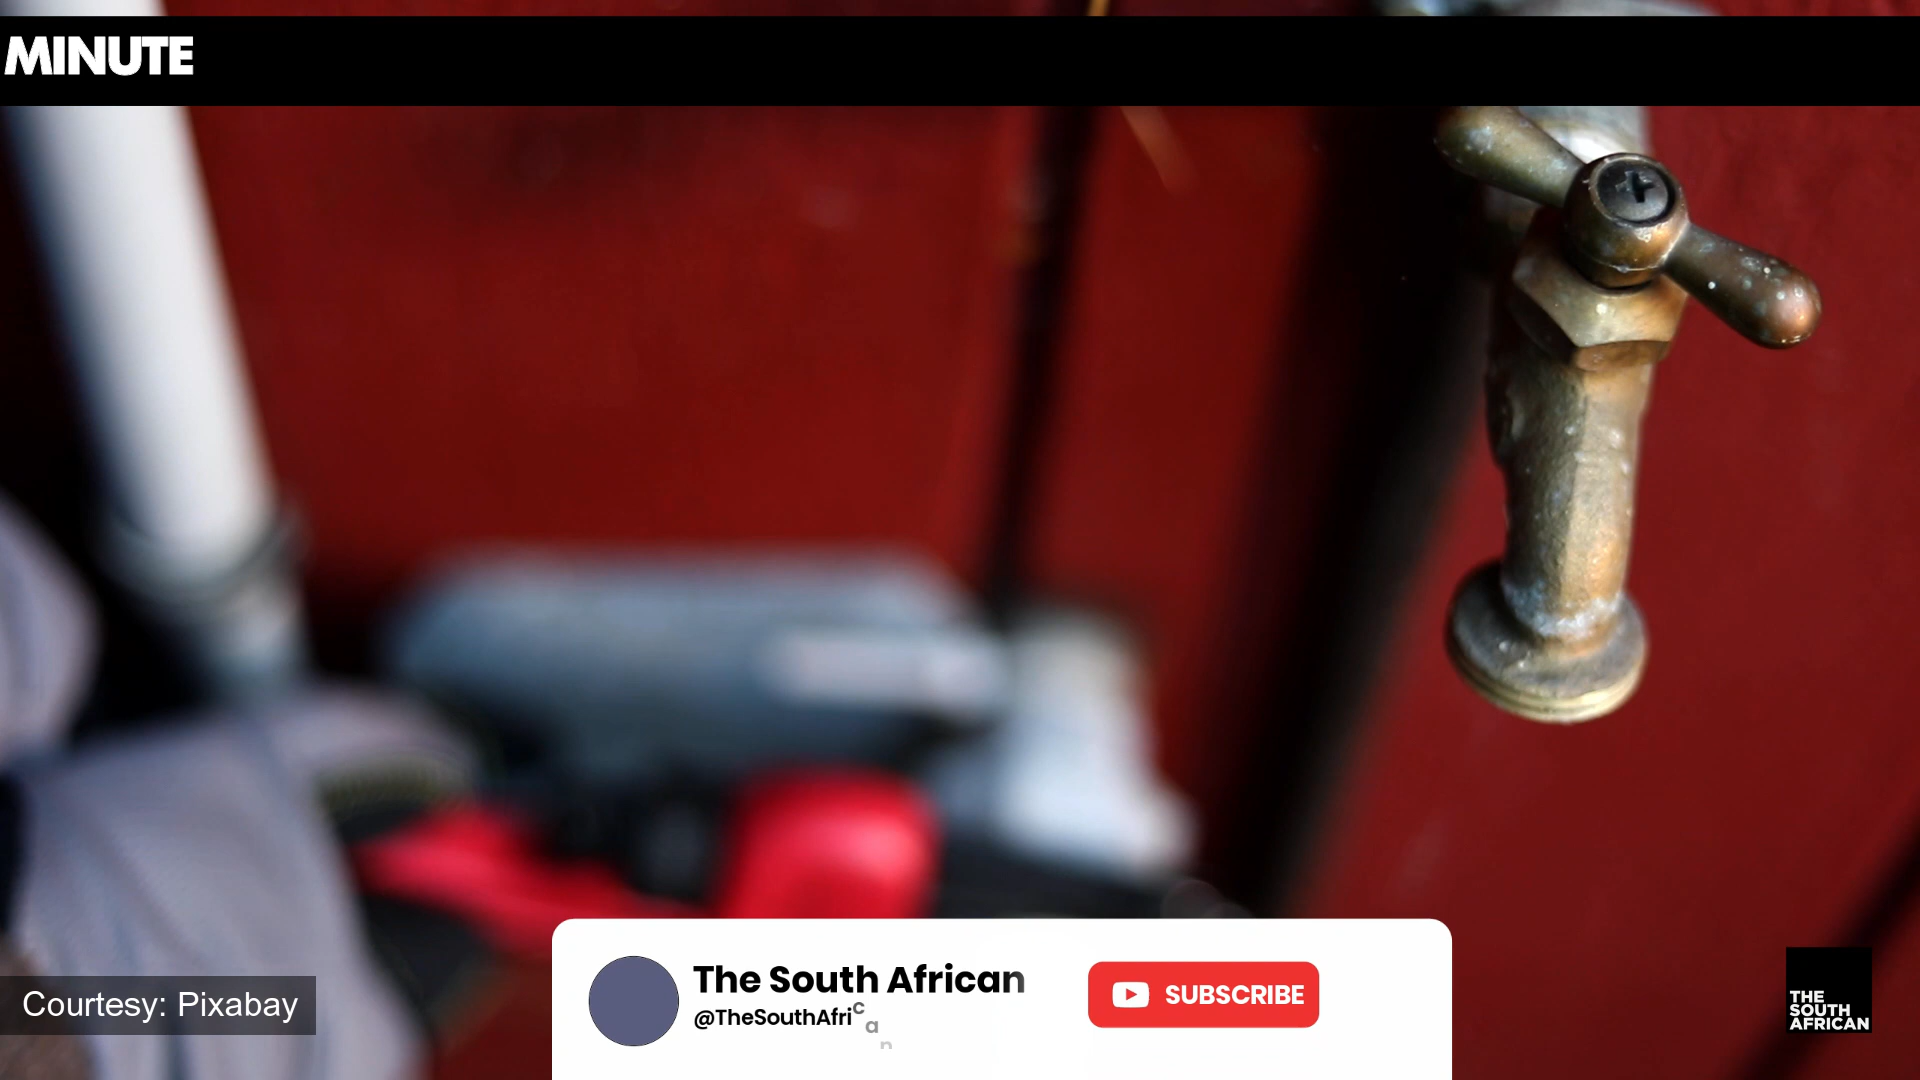 MINUTE
The South African
@TheSouthAfrican
SUBSCRIBE
Courtesy: Pixabay
THE
SOUTH
AFRICAN